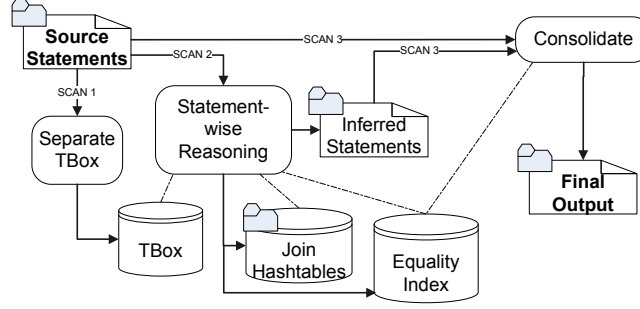 Source
Statements
SCAN 3
Consolidate
SCAN 2
SCAN 3
SCAN 1
Separate
TBox
Statement-
wise
Reasoning
Inferred
Statements
Final
Output
TBox
Join
Hashtables
Equality
Index